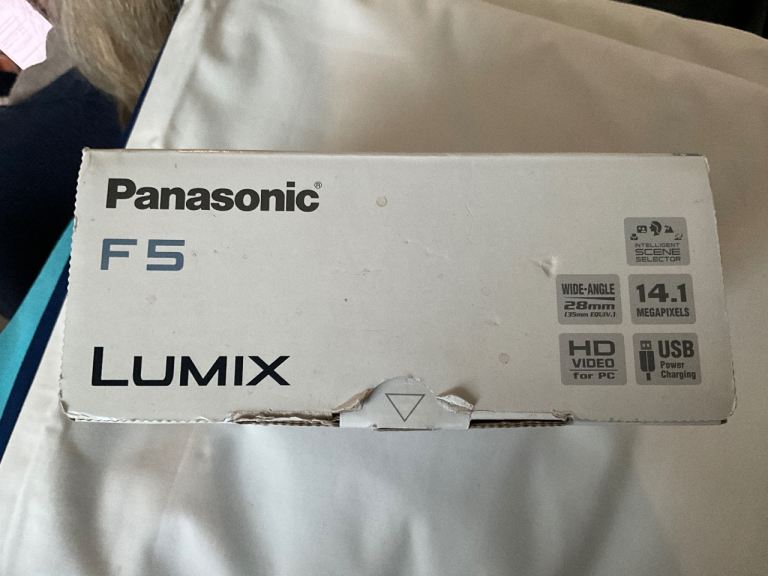 Panasonic®
F5
LUMIX
INTELLIGENT
SCENE
SELECTOR
WIDE-ANGLE
28mm
(35mm EQUIV.)
14.1
MEGAPIXELS
HD
VIDEO
for PC
USB
Power
Charging